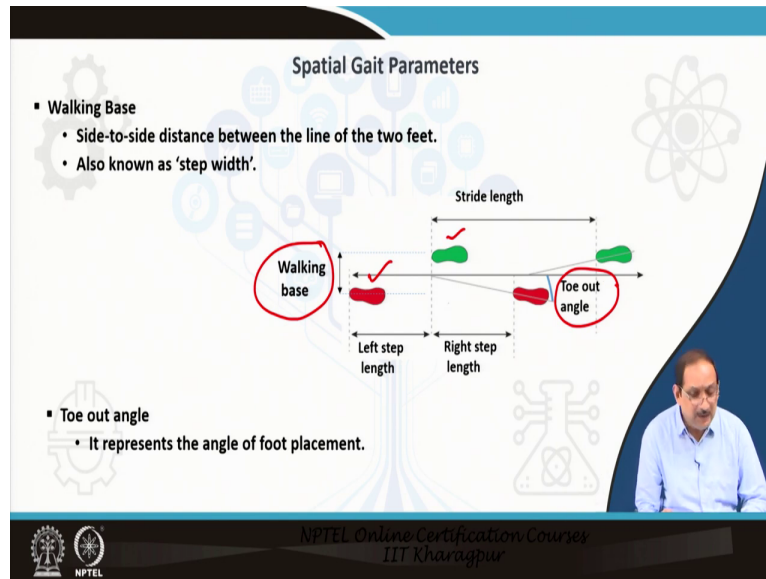 Spatial Gait Parameters
▪ Walking Base
• Side-to-side distance between the line of the two feet.
• Also known as ‘step width’.
Stride length
Walking
base
Toe out
angle
Left step
length
Right step
length
▪ Toe out angle
• It represents the angle of foot placement.
NPTEL Online Certification Courses
IIT Kharagpur
NPTEL